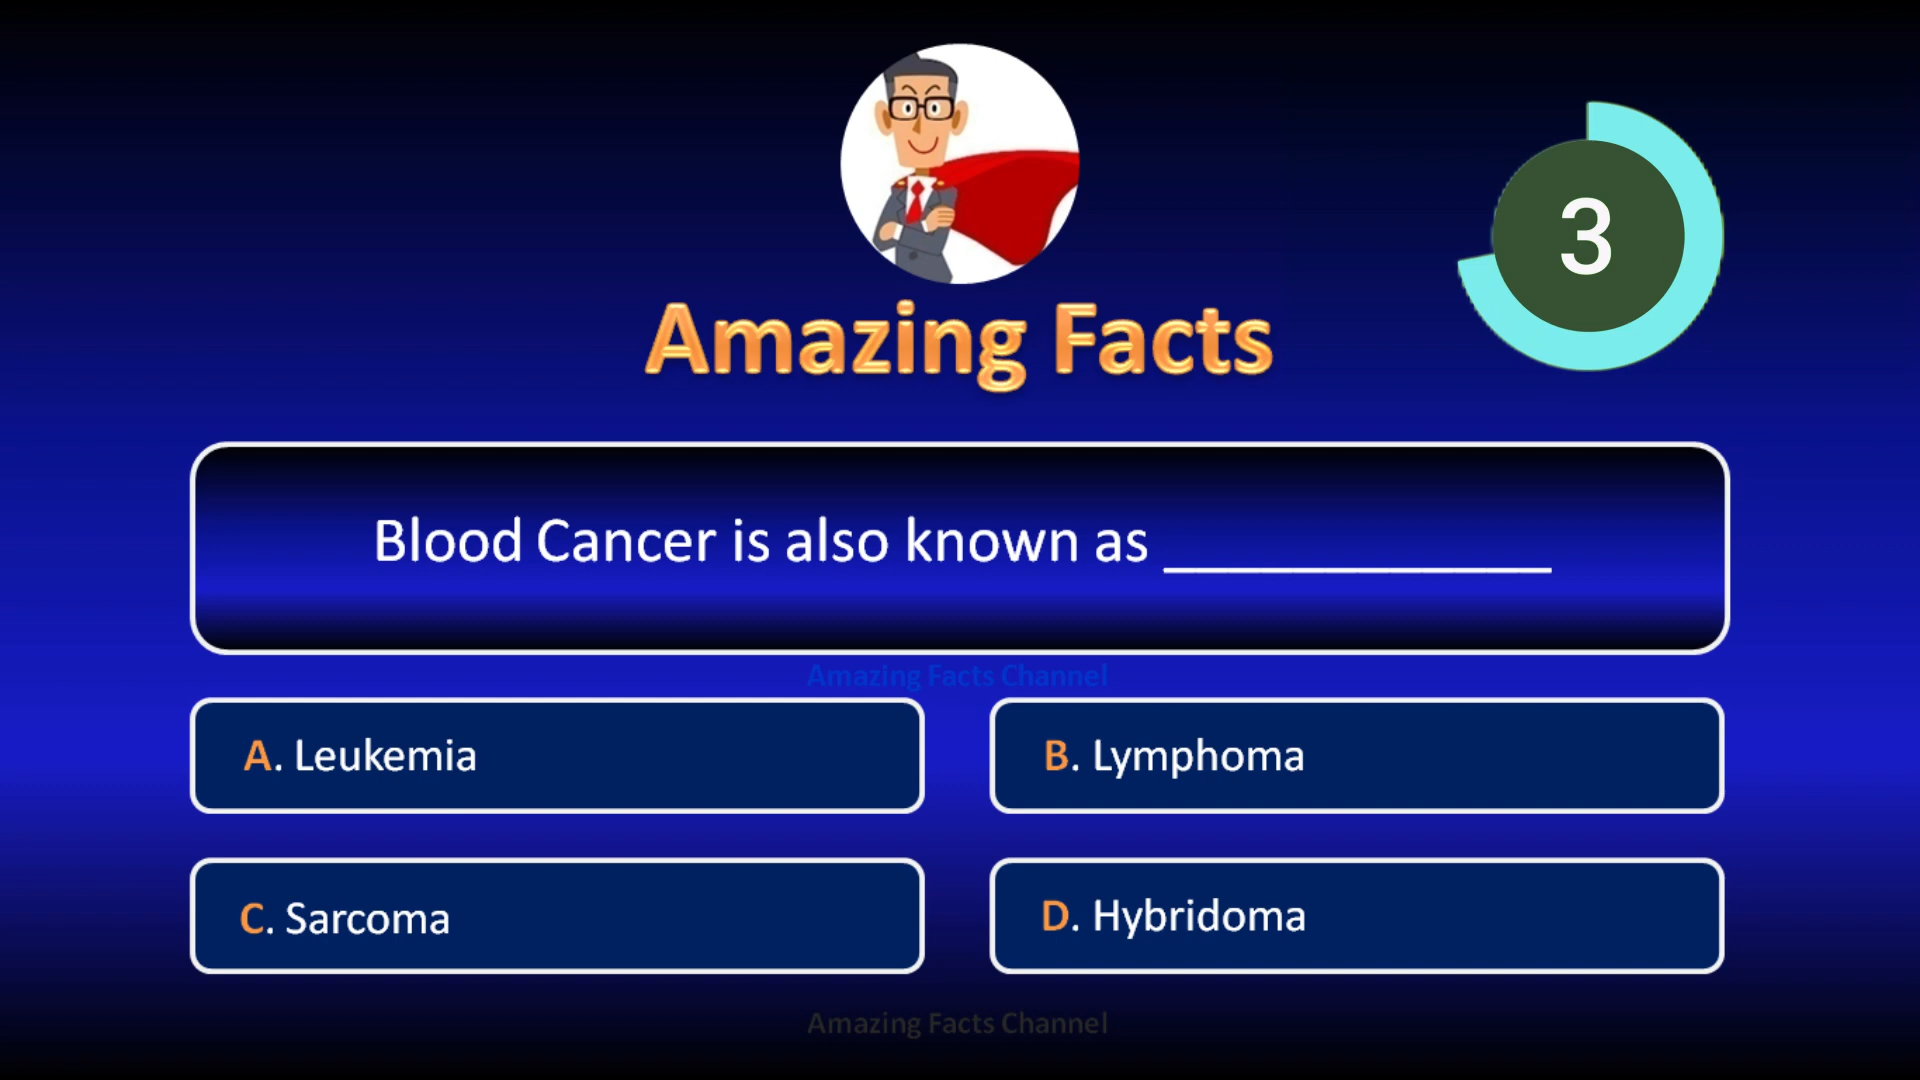 3
Amazing Facts
Blood Cancer is also known as ____________
Amazing Facts Channel
A. Leukemia
B. Lymphoma
C. Sarcoma
D. Hybridoma
Amazing Facts Channel